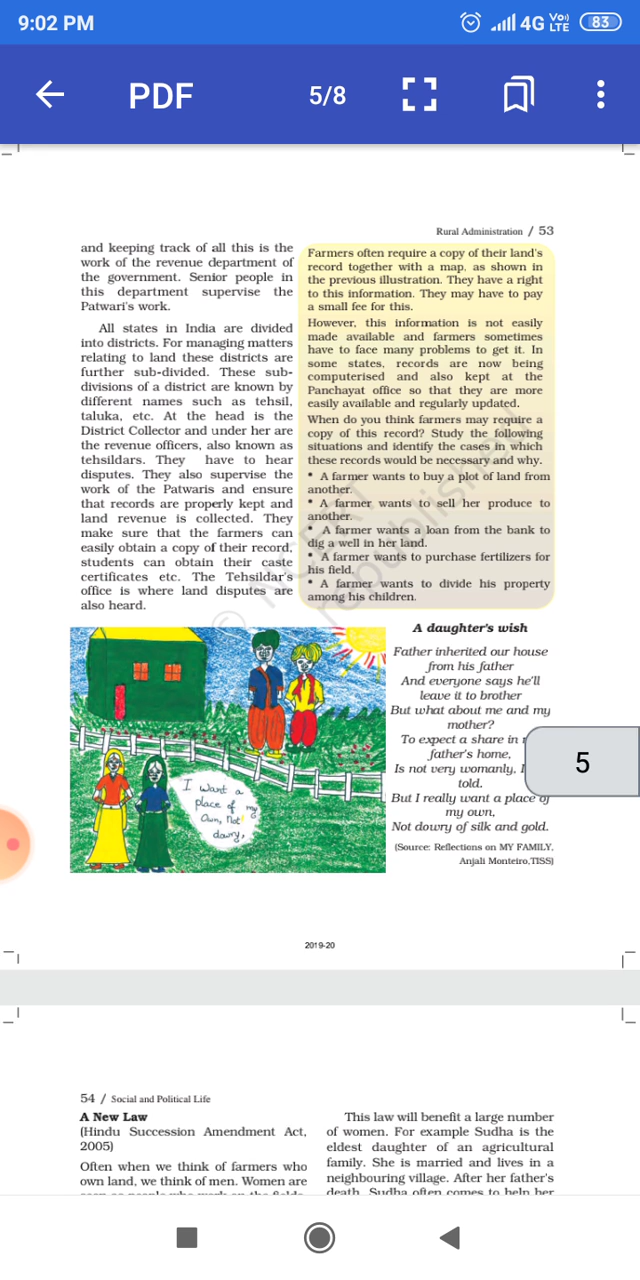 9:02 PM
4G Vo)) LTE 83
PDF 5/8
Rural Administration / 53
and keeping track of all this is the
work of the revenue department of
the government. Senior people in
this department supervise the
Patwari's work.
All states in India are divided
into districts. For managing matters
relating to land these districts are
further sub-divided. These sub-
divisions of a district are known by
different names such as tehsil,
taluka, etc. At the head is the
District Collector and under her are
the revenue officers, also known as
tehsildars. They have to hear
disputes. They also supervise the
work of the Patwaris and ensure
that records are properly kept and
land revenue is collected. They
make sure that the farmers can
easily obtain a copy of their record,
students can obtain their caste
certificates etc. The Tehsildar's
office is where land disputes are
also heard.
Farmers often require a copy of their land's
record together with a map, as shown in
the previous illustration. They have a right
to this information. They may have to pay
a small fee for this.
However, this information is not easily
made available and farmers sometimes
have to face many problems to get it. In
some states, records are now being
computerised and also kept at the
Panchayat office so that they are more
easily available and regularly updated.
When do you think farmers may require a
copy of this record? Study the following
situations and identify the cases in which
these records would be necessary and why.
* A farmer wants to buy a plot of land from
another.
* A farmer wants to sell her produce to
another.
* A farmer wants a loan from the bank to
dig a well in her land.
* A farmer wants to purchase fertilizers for
his field.
* A farmer wants to divide his property
among his children.
I want a
place of my
own, not
dowry,
A daughter's wish
Father inherited our house
from his father
And everyone says he'll
leave it to brother
But what about me and my
mother?
To expect a share in
father's home,
Is not very womanly,
told.
But I really want a place of
my own,
Not dowry of silk and gold.
(Source: Reflections on MY FAMILY,
Anjali Monteiro,TISS)
5
© NCERT
republished
2019-20
54 / Social and Political Life
A New Law
(Hindu Succession Amendment Act,
2005)
Often when we think of farmers who
own land, we think of men. Women are
This law will benefit a large number
of women. For example Sudha is the
eldest daughter of an agricultural
family. She is married and lives in a
neighbouring village. After her father's
death, Sudha often comes to help her